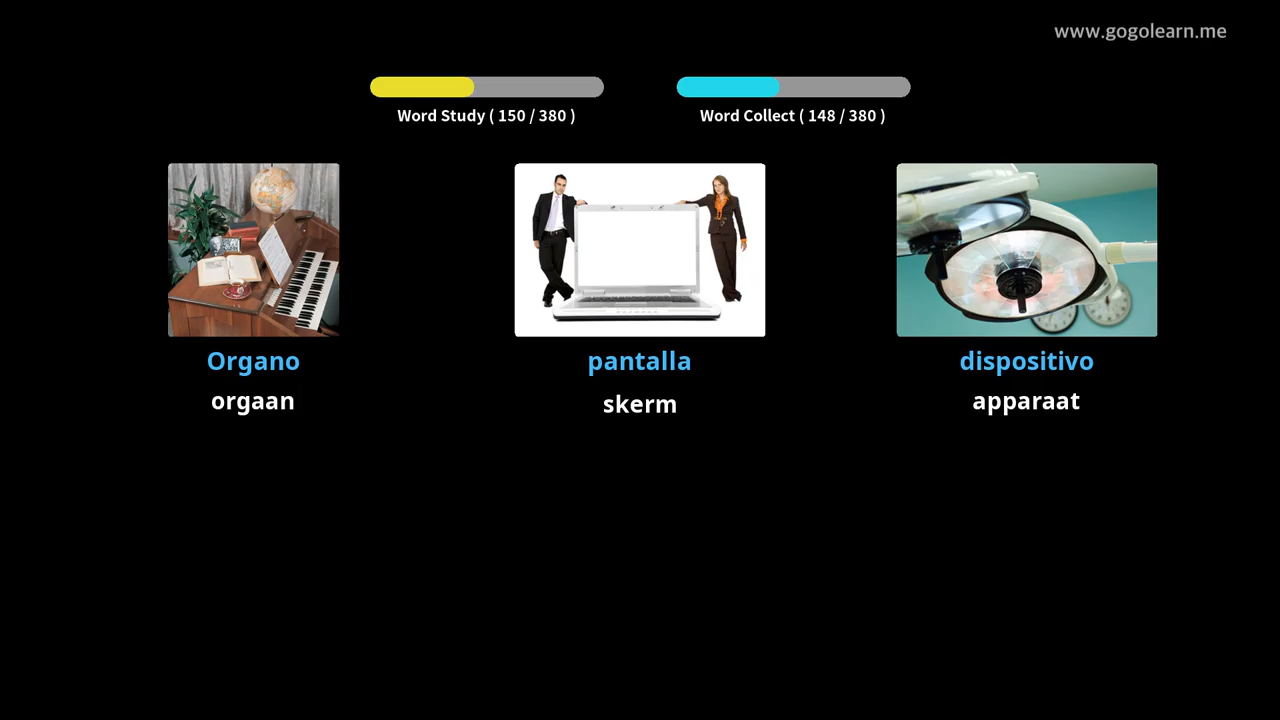 www.gogolearn.me
Word Study ( 150 / 380 )
Word Collect ( 148 / 380 )
Organo
orgaan
pantalla
skerm
dispositivo
apparaat